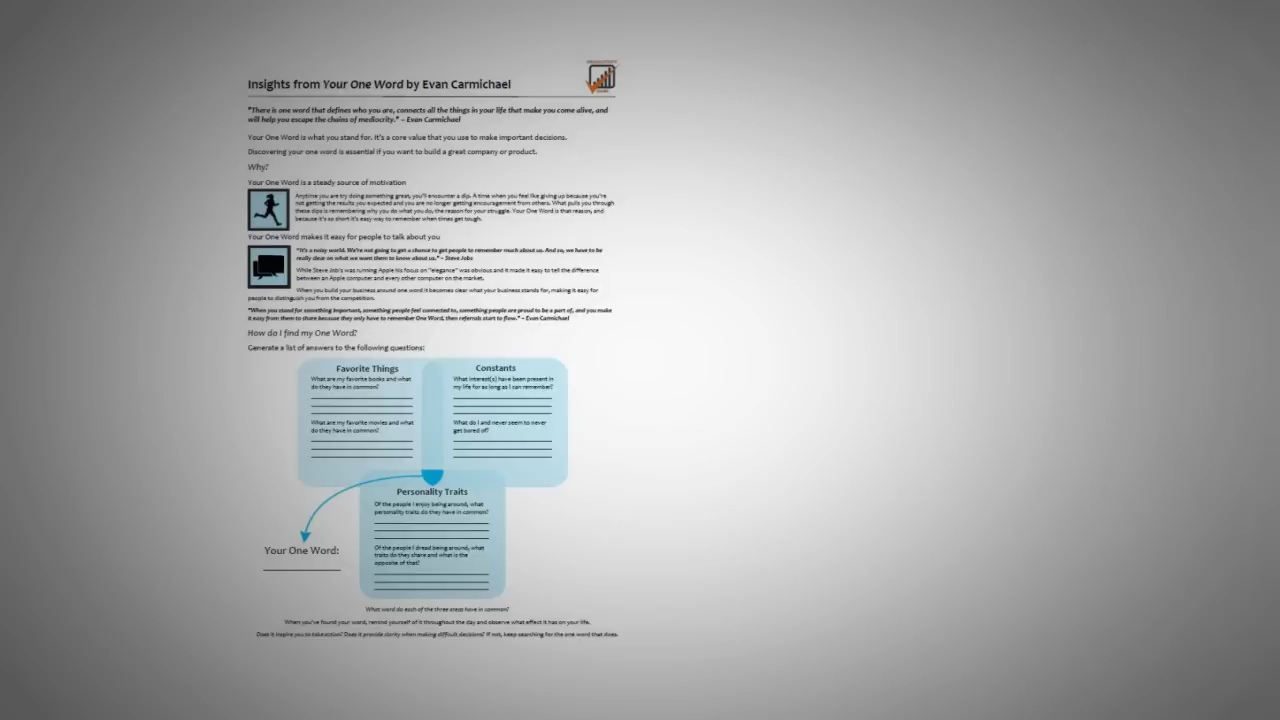 Insights from Your One Word by Evan Carmichael
"There is one word that defines who you are, connects all the things in your life that make you come alive, and
will help you escape the chains of mediocrity." – Evan Carmichael
Your One Word is what you stand for. It's a core value that you use to make important decisions.
Discovering your one word is essential if you want to build a great company or product.
Why?
Your One Word is a steady source of motivation
Anytime you are try doing something great, you'll encounter a dip. A time when you feel like giving up because you're
not getting the results you expected and you are no longer getting encouragement from others. What pulls you through
these dips is remembering why you do what you do, the reason for your struggle. Your One Word is that reason, and
because it's so short it's easy way to remember when times get tough.
Your One Word makes it easy for people to talk about you
"It's a noisy world. We're not going to get a chance to get people to remember much about us. And so, we have to be
really clear on what we want them to know about us." – Steve Jobs
While Steve Job's was running Apple his focus on "elegance" was obvious and it made it easy to tell the difference
between an Apple computer and every other computer on the market.
When you build your business around one word it becomes clear what your business stands for, making it easy for
people to distinguish you from the competition.
"When you stand for something important, something people feel connected to, something people are proud to be a part of, and you make
it easy from them to share because they only have to remember One Word, then referrals start to flow." – Evan Carmichael
How do I find my One Word?
Generate a list of answers to the following questions:
Favorite Things
What are my favorite books and what
do they have in common?
What are my favorite movies and what
do they have in common?
Constants
What interest(s) have been present in
my life for as long as I can remember?
What do I and never seem to never
get bored of?
Personality Traits
Of the people I enjoy being around, what
personality traits do they have in common?
Of the people I dread being around, what
traits do they share and what is the
opposite of that?
Your One Word:
What word do each of the three areas have in common?
When you've found your word, remind yourself of it throughout the day and observe what effect it has on your life.
Does it inspire you to take action? Does it provide clarity when making difficult decisions? If not, keep searching for the one word that does.